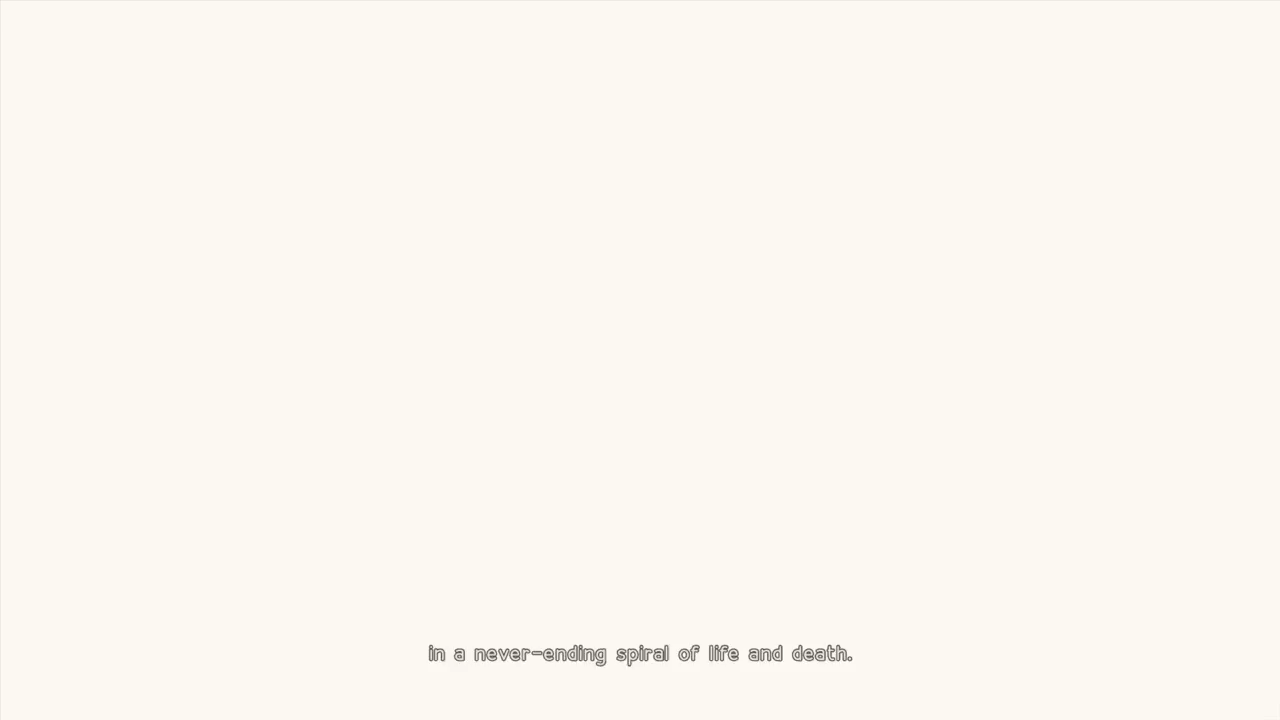 in a never-ending spiral of life and death.